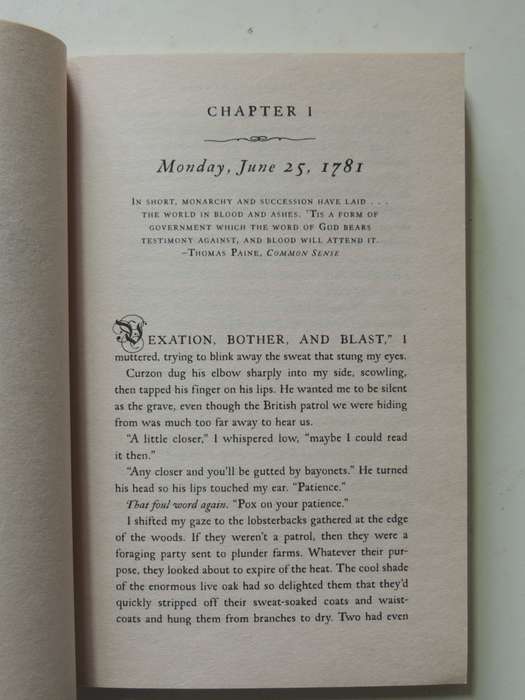 CHAPTER 1
Monday, June 25, 1781
IN SHORT, MONARCHY AND SUCCESSION HAVE LAID . . .
THE WORLD IN BLOOD AND ASHES. 'TIS A FORM OF
GOVERNMENT WHICH THE WORD OF GOD BEARS
TESTIMONY AGAINST, AND BLOOD WILL ATTEND IT.
–THOMAS PAINE, COMMON SENSE
VEXATION, BOTHER, AND BLAST," I
muttered, trying to blink away the sweat that stung my eyes.
Curzon dug his elbow sharply into my side, scowling,
then tapped his finger on his lips. He wanted me to be silent
as the grave, even though the British patrol we were hiding
from was much too far away to hear us.
"A little closer," I whispered low, "maybe I could read
it then."
"Any closer and you'll be gutted by bayonets." He turned
his head so his lips touched my ear. "Patience."
That foul word again. "Pox on your patience."
I shifted my gaze to the lobsterbacks gathered at the edge
of the woods. If they weren't a patrol, then they were a
foraging party sent to plunder farms. Whatever their pur-
pose, they looked about to expire of the heat. The cool shade
of the enormous live oak had so delighted them that they'd
quickly stripped off their sweat-soaked coats and waist-
coats and hung them from branches to dry. Two had even